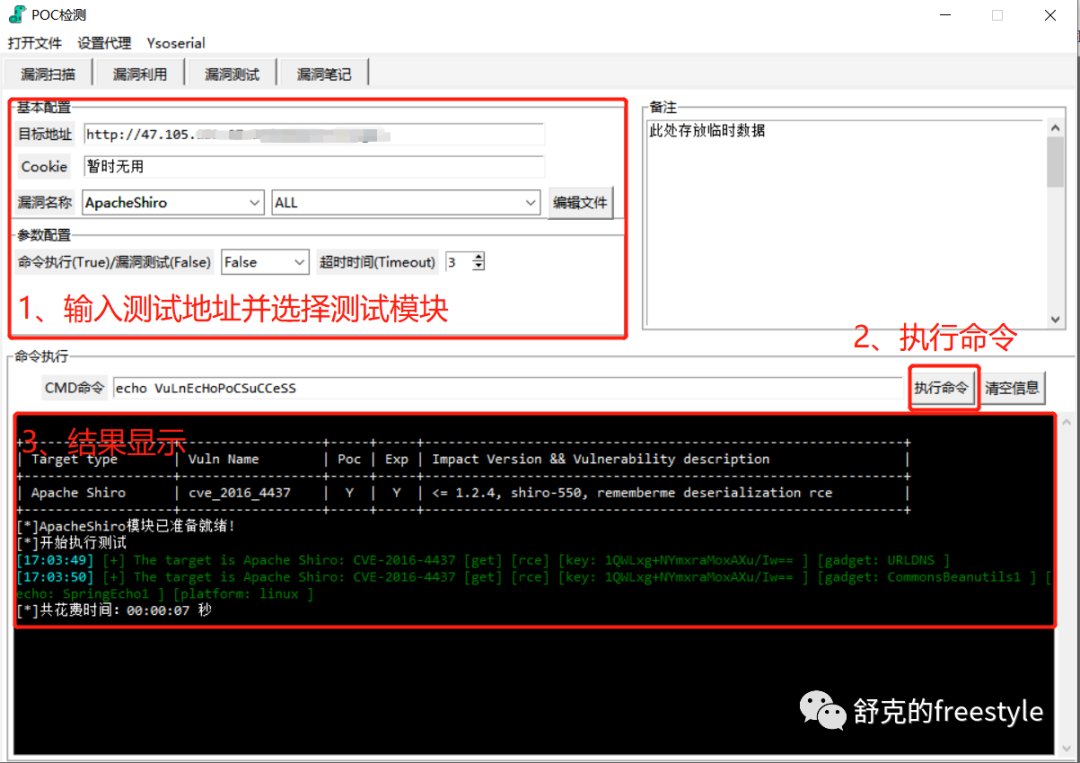 POC检测
打开文件 设置代理 Ysoserial
漏洞扫描 漏洞利用 漏洞测试 漏洞笔记
基本配置
目标地址 http://47.105.
Cookie 暂时无用
漏洞名称 ApacheShiro ALL 编辑文件
参数配置
命令执行(True)/漏洞测试(False) False 超时时间(Timeout) 3
1、输入测试地址并选择测试模块
备注
此处存放临时数据
2、执行命令
命令执行
CMD命令 echo VuLnEcHoPoCSuCCeSS 执行命令 清空信息
3、结果显示
| Target type | Vuln Name | Poc | Exp | Impact Version && Vulnerability description |
| Apache Shiro | cve_2016_4437 | Y | Y | <= 1.2.4, shiro-550, rememberme deserialization rce |
[*]ApacheShiro模块已准备就绪!
[*]开始执行测试
[17:03:49] [+] The target is Apache Shiro: CVE-2016-4437 [get] [rce] [key: 1QWLxg+NYmxraMoxAXu/Iw== ] [gadget: URLDNS ]
[17:03:50] [+] The target is Apache Shiro: CVE-2016-4437 [get] [rce] [key: 1QWLxg+NYmxraMoxAXu/Iw== ] [gadget: CommonsBeanutils1 ] [
echo: SpringEcho1 ] [platform: linux ]
[*]共花费时间: 00:00:07 秒
舒克的freestyle